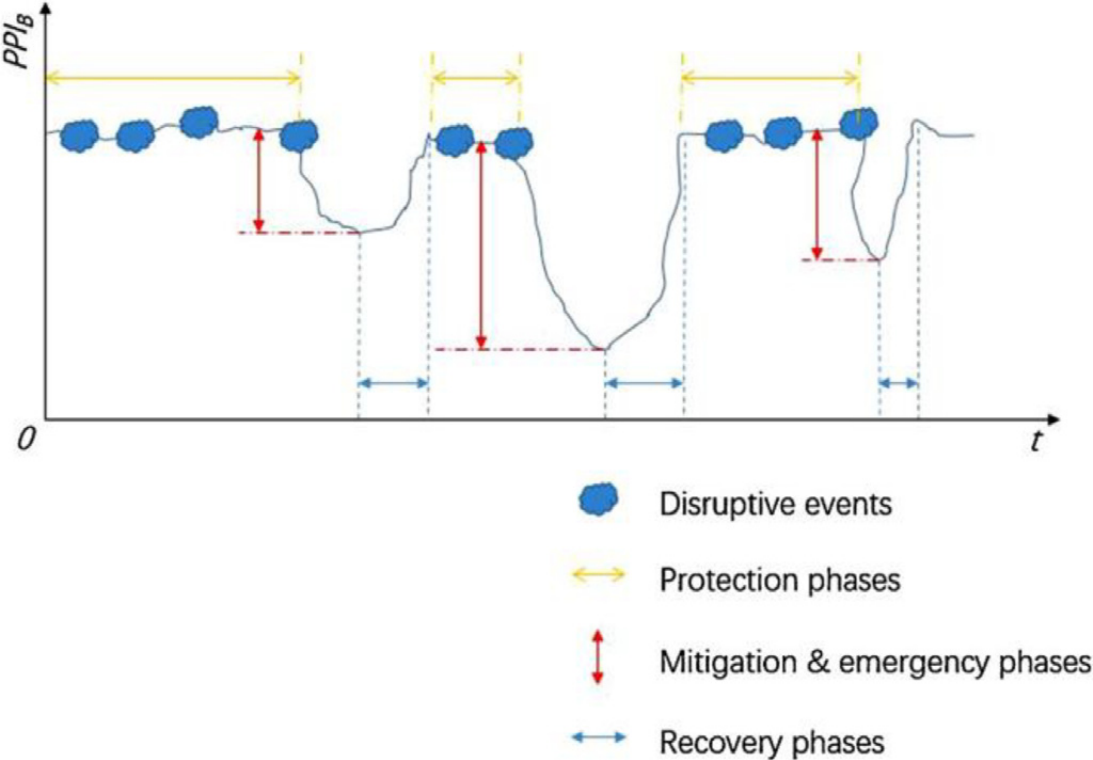 PPI_B
0
t
Disruptive events
Protection phases
Mitigation & emergency phases
Recovery phases